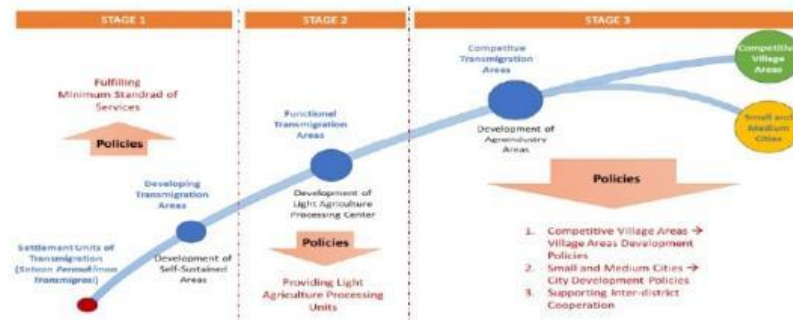 STAGE 1
STAGE 2
STAGE 3
Fulfilling
Minimum Standrad of
Services
Policies
Developing
Transmigration
Areas
Settlement Units of
Transmigration
(Satuan Permukiman
Transmigrasi)
Development of
Self-Sustained
Areas
Functional
Transmigration
Areas
Development of
Light Agriculture
Processing Center
Policies
Providing Light
Agriculture Processing
Units
Competitive
Transmigration
Areas
Development of
Agroindustry
Areas
Competitive
Village
Areas
Small and
Medium
Cities
Policies
1. Competitive Village Areas →
Village Areas Development
Policies
2. Small and Medium Cities →
City Development Policies
3. Supporting Inter-district
Cooperation